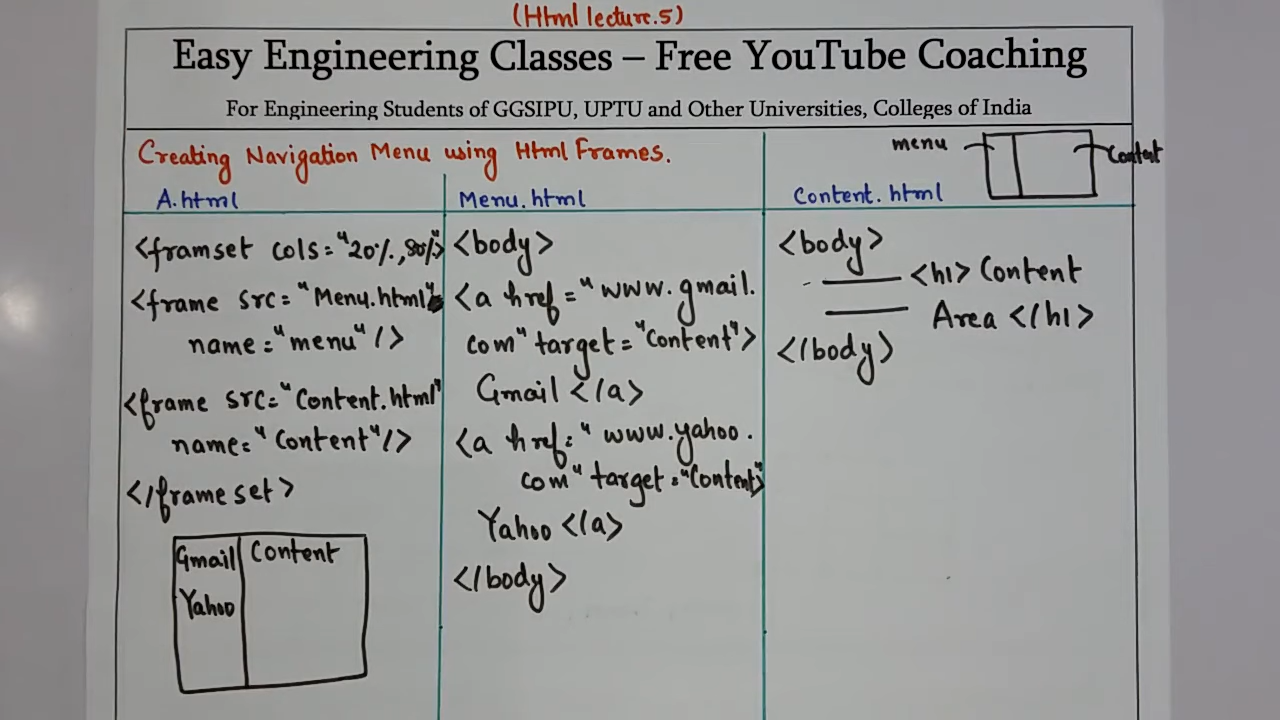 (Html lecture.5)
Easy Engineering Classes – Free YouTube Coaching
For Engineering Students of GGSIPU, UPTU and Other Universities, Colleges of India
Creating Navigation Menu using Html Frames.
menu
Content
A.html
<framset cols="20%,80%">
<frame src="Menu.html"
name="menu"/>
<frame src="Content.html"
name="Content"/>
</frameset>
Gmail
Content
Yahoo
Menu.html
<body>
<a href="www.gmail.
com" target="Content">
Gmail </a>
<a href="www.yahoo.
com" target="Content">
Yahoo </a>
</body>
Content.html
<body>
<h1> Content
Area </h1>
</body>